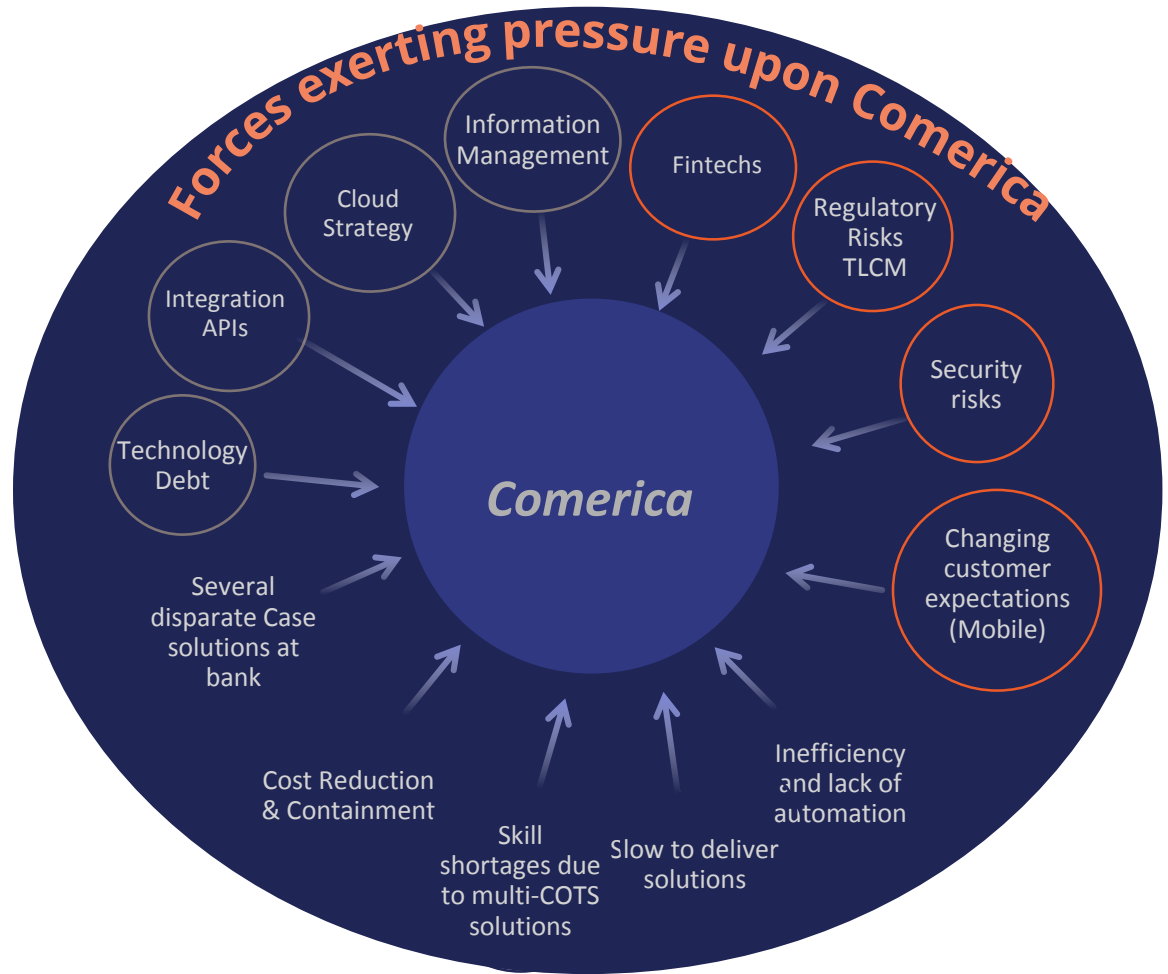 Forces exerting pressure upon Comerica
Information
Management
Fintechs
Cloud
Strategy
Regulatory
Risks
TLCM
Integration
APIs
Security
risks
Technology
Debt
Comerica
Changing
customer
expectations
(Mobile)
Several
disparate Case
solutions at
bank
Cost Reduction
& Containment
Skill
shortages due
to multi-COTS
solutions
Slow to deliver
solutions
Inefficiency
and lack of
automation